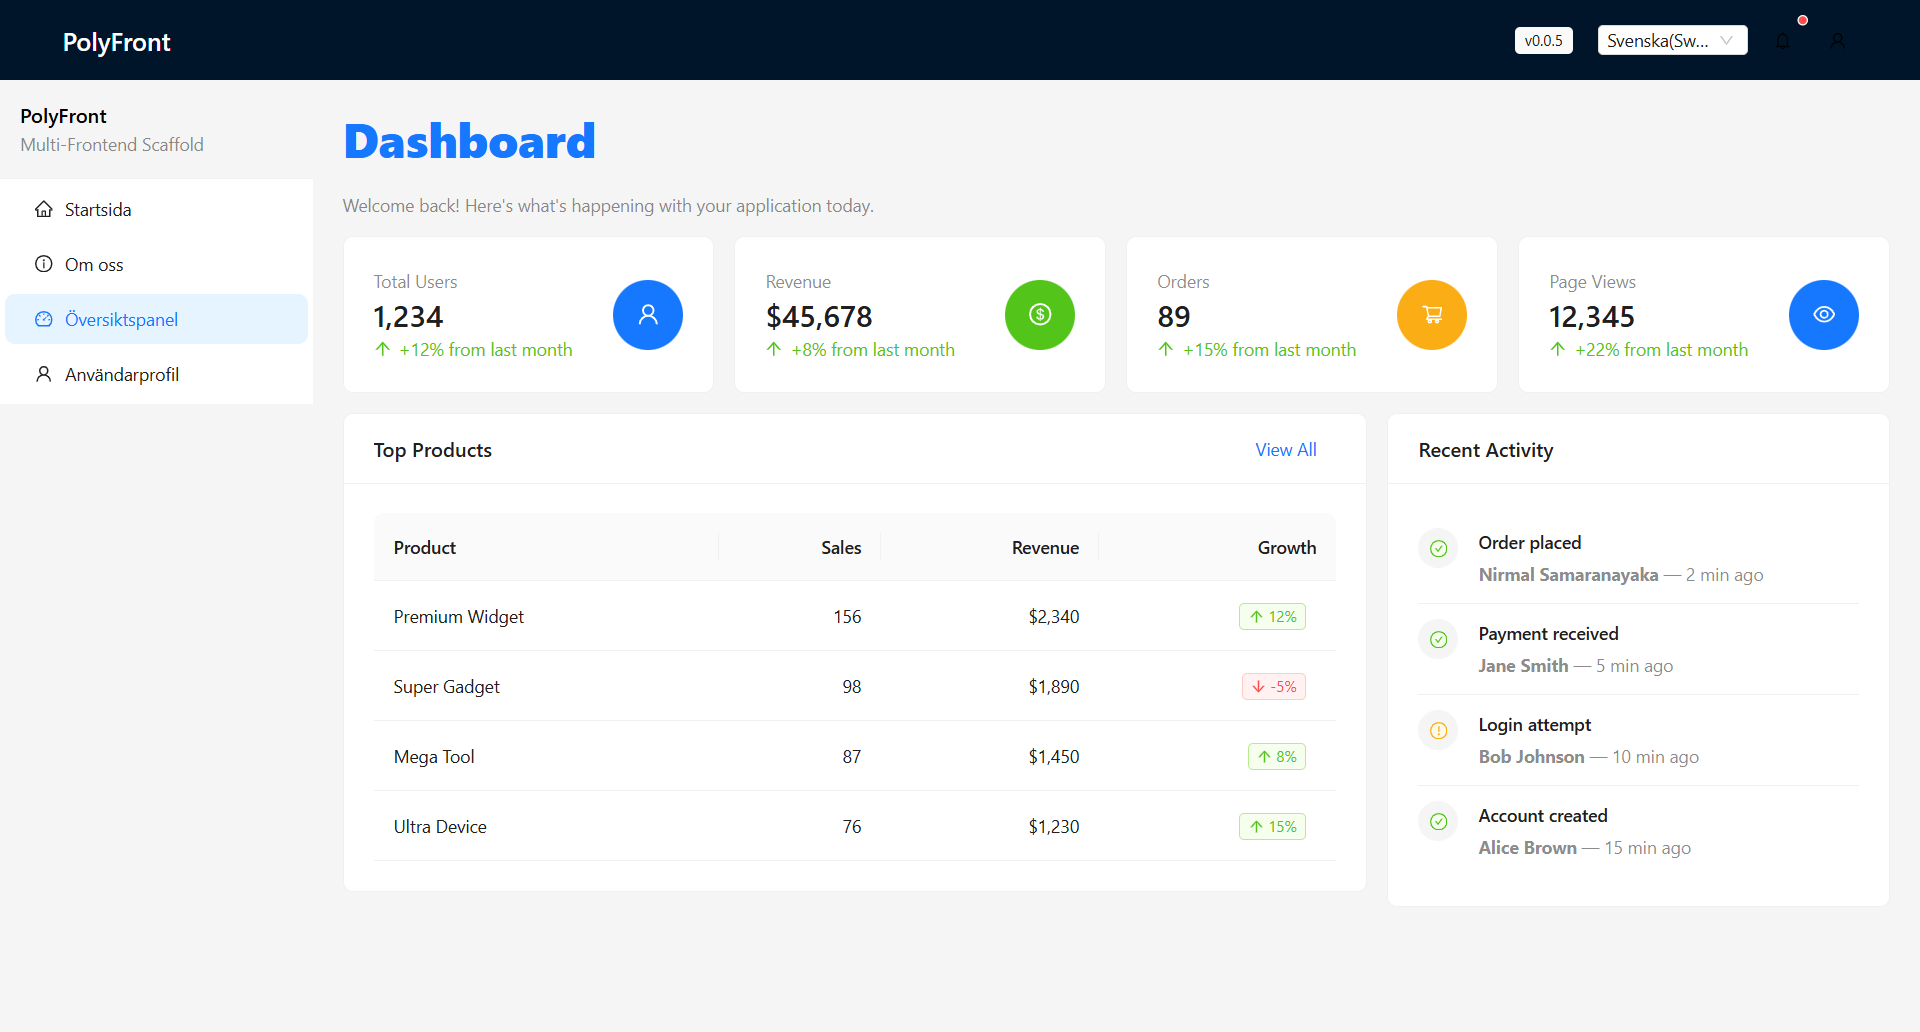 PolyFront
v0.0.5
Svenska(Sw...
PolyFront
Multi-Frontend Scaffold
Startsida
Om oss
Översiktspanel
Användarprofil
Dashboard
Welcome back! Here's what's happening with your application today.
Total Users
1,234
+12% from last month
Revenue
$45,678
+8% from last month
Orders
89
+15% from last month
Page Views
12,345
+22% from last month
Top Products
View All
Product Sales Revenue Growth
Premium Widget 156 $2,340 12%
Super Gadget 98 $1,890 -5%
Mega Tool 87 $1,450 8%
Ultra Device 76 $1,230 15%
Recent Activity
Order placed
Nirmal Samaranayaka — 2 min ago
Payment received
Jane Smith — 5 min ago
Login attempt
Bob Johnson — 10 min ago
Account created
Alice Brown — 15 min ago